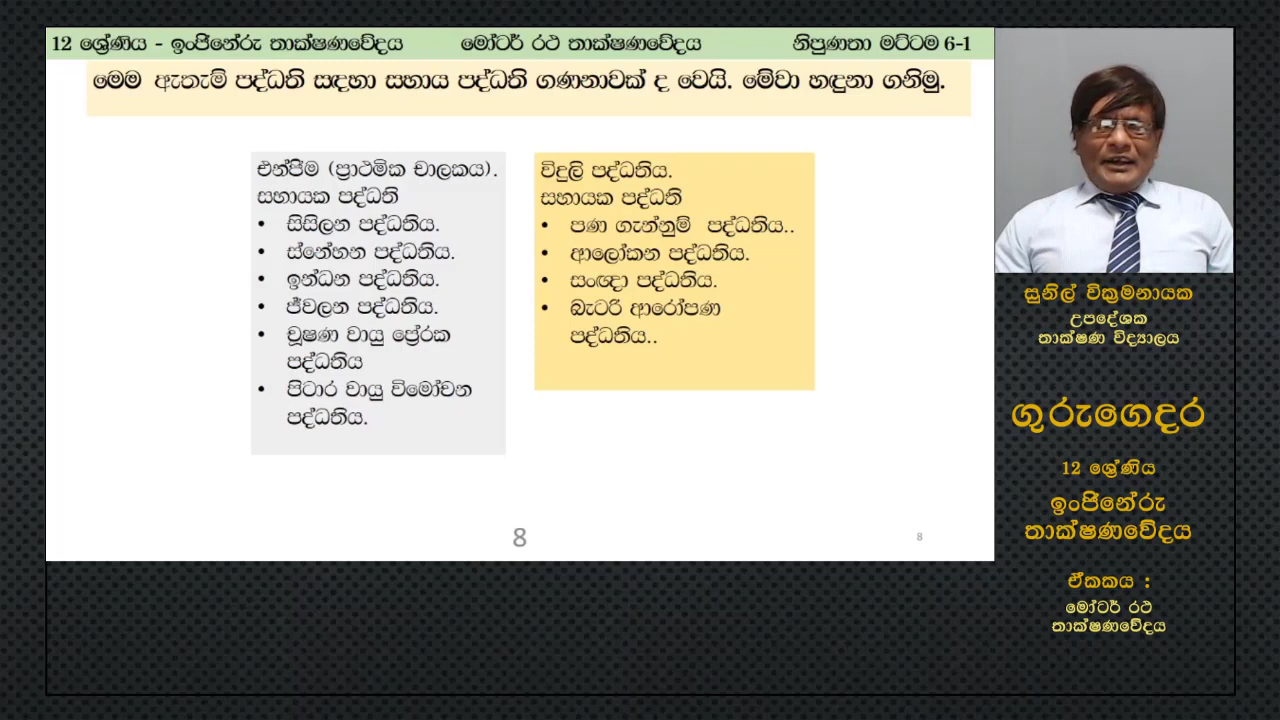 12 ශ්‍රේණිය - ඉංජිනේරු තාක්ෂණවේදය මෝටර් රථ තාක්ෂණවේදය නිපුණතා මට්ටම 6-1
මෙම ඇතැම් පද්ධති සඳහා සහාය පද්ධති ගණනාවක් ද වෙයි. මේවා හඳුනා ගනිමු.
එන්ජිම (ප්‍රාථමික චාලකය).
සහායක පද්ධති
• සිසිලන පද්ධතිය.
• ස්නේහන පද්ධතිය.
• ඉන්ධන පද්ධතිය.
• ජ්වලන පද්ධතිය.
• චූෂණ වායු ප්‍රේරක
පද්ධතිය
• පිටාර වායු විමෝචන
පද්ධතිය.
විදුලි පද්ධතිය.
සහායක පද්ධති
• පණ ගැන්නුම් පද්ධතිය..
• ආලෝකන පද්ධතිය.
• සංඥා පද්ධතිය.
• බැටරි ආරෝපණ
පද්ධතිය..
8
8
සුනිල් වික්‍රමනායක
උපදේශක
තාක්ෂණ විද්‍යාලය
ගුරුගෙදර
12 ශ්‍රේණිය
ඉංජිනේරු
තාක්ෂණවේදය
ඒකකය :
මෝටර් රථ
තාක්ෂණවේදය